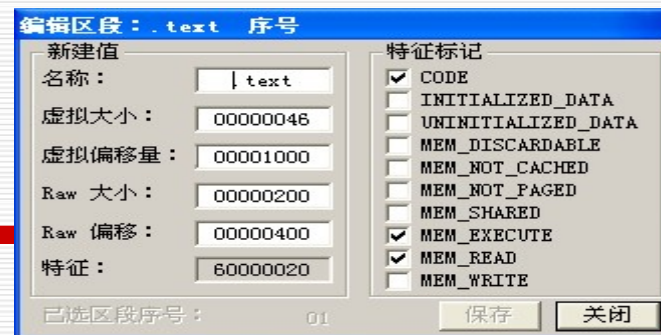 编辑区段：.text 序号
新建值
名称： .text
虚拟大小： 00000046
虚拟偏移量： 00001000
Raw 大小： 00000200
Raw 偏移： 00000400
特征： 60000020
特征标记
CODE
INITIALIZED_DATA
UNINITIALIZED_DATA
MEM_DISCARDABLE
MEM_NOT_CACHED
MEM_NOT_PAGED
MEM_SHARED
MEM_EXECUTE
MEM_READ
MEM_WRITE
已选区段序号： 01
保存 关闭